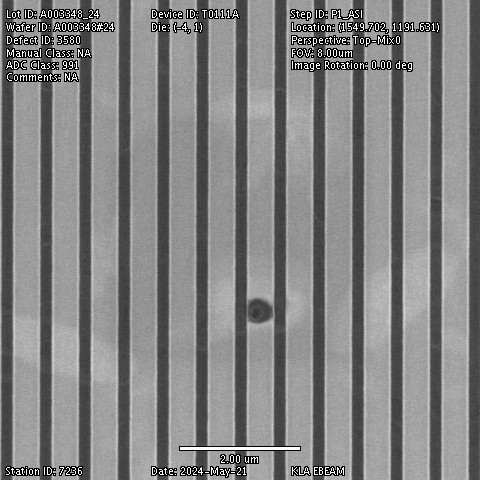 Lot ID: A003348_24
Wafer ID: A003348#24
Defect ID: 3580
Manual Class: NA
ADC Class: 991
Comments: NA
Device ID: T0111A
Die: (-4, 1)
Step ID: P1_ASI
Location: (1549.702, 1191.631)
Perspective: Top-Mix0
FOV: 8.00um
Image Rotation: 0.00 deg
2.00 um
Station ID: 7236
Date: 2024-May-21
KLA EBEAM